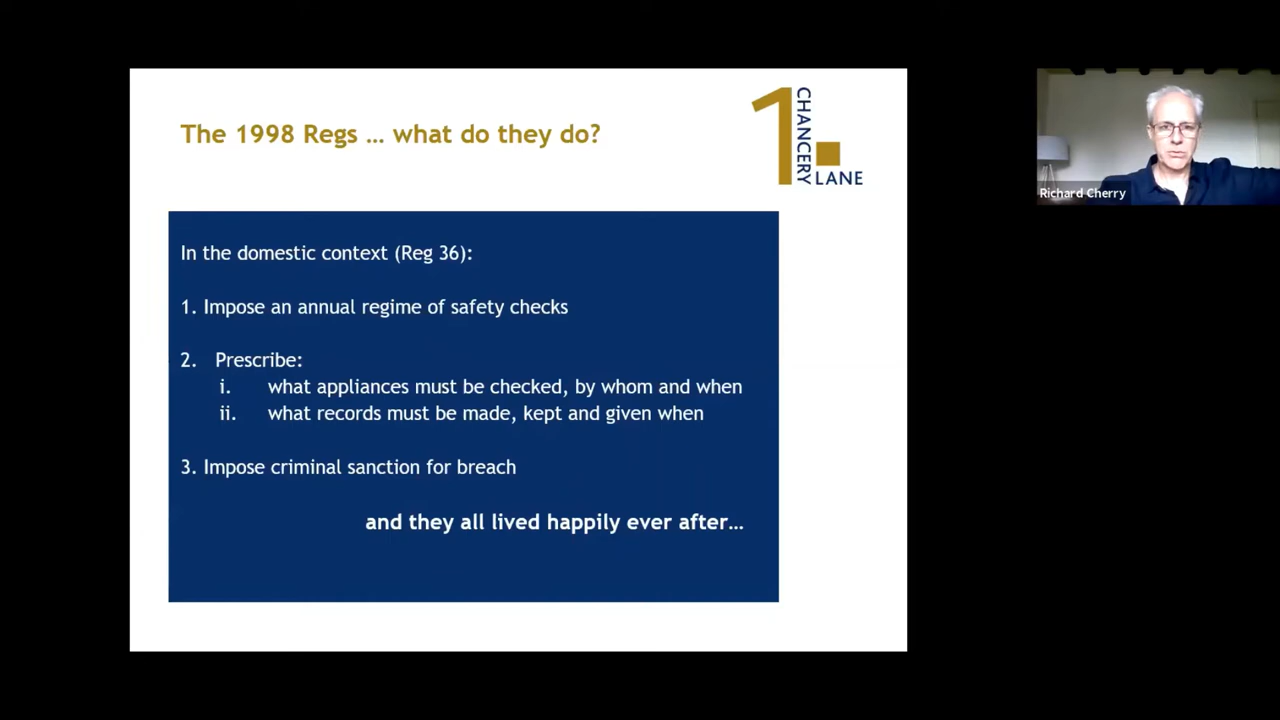 The 1998 Regs … what do they do?
1 CHANCERY LANE
In the domestic context (Reg 36):
1. Impose an annual regime of safety checks
2. Prescribe:
i. what appliances must be checked, by whom and when
ii. what records must be made, kept and given when
3. Impose criminal sanction for breach
and they all lived happily ever after…
Richard Cherry